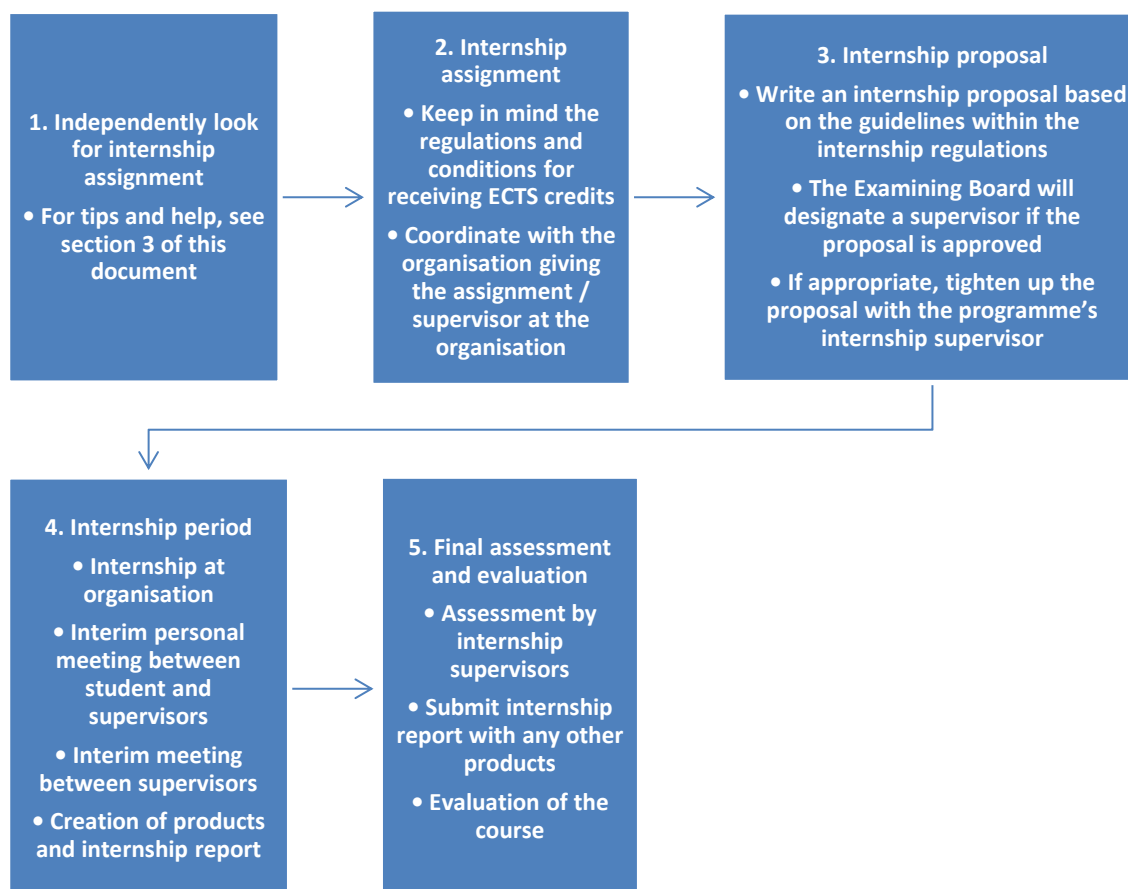 1. Independently look
for internship
assignment
• For tips and help, see
section 3 of this
document
2. Internship
assignment
• Keep in mind the
regulations and
conditions for
receiving ECTS credits
• Coordinate with the
organisation giving
the assignment /
supervisor at the
organisation
3. Internship proposal
• Write an internship proposal based
on the guidelines within the
internship regulations
• The Examining Board will
designate a supervisor if the
proposal is approved
• If appropriate, tighten up the
proposal with the programme’s
internship supervisor
4. Internship period
• Internship at
organisation
• Interim personal
meeting between
student and
supervisors
• Interim meeting
between supervisors
• Creation of products
and internship report
5. Final assessment
and evaluation
• Assessment by
internship
supervisors
• Submit internship
report with any other
products
• Evaluation of the
course